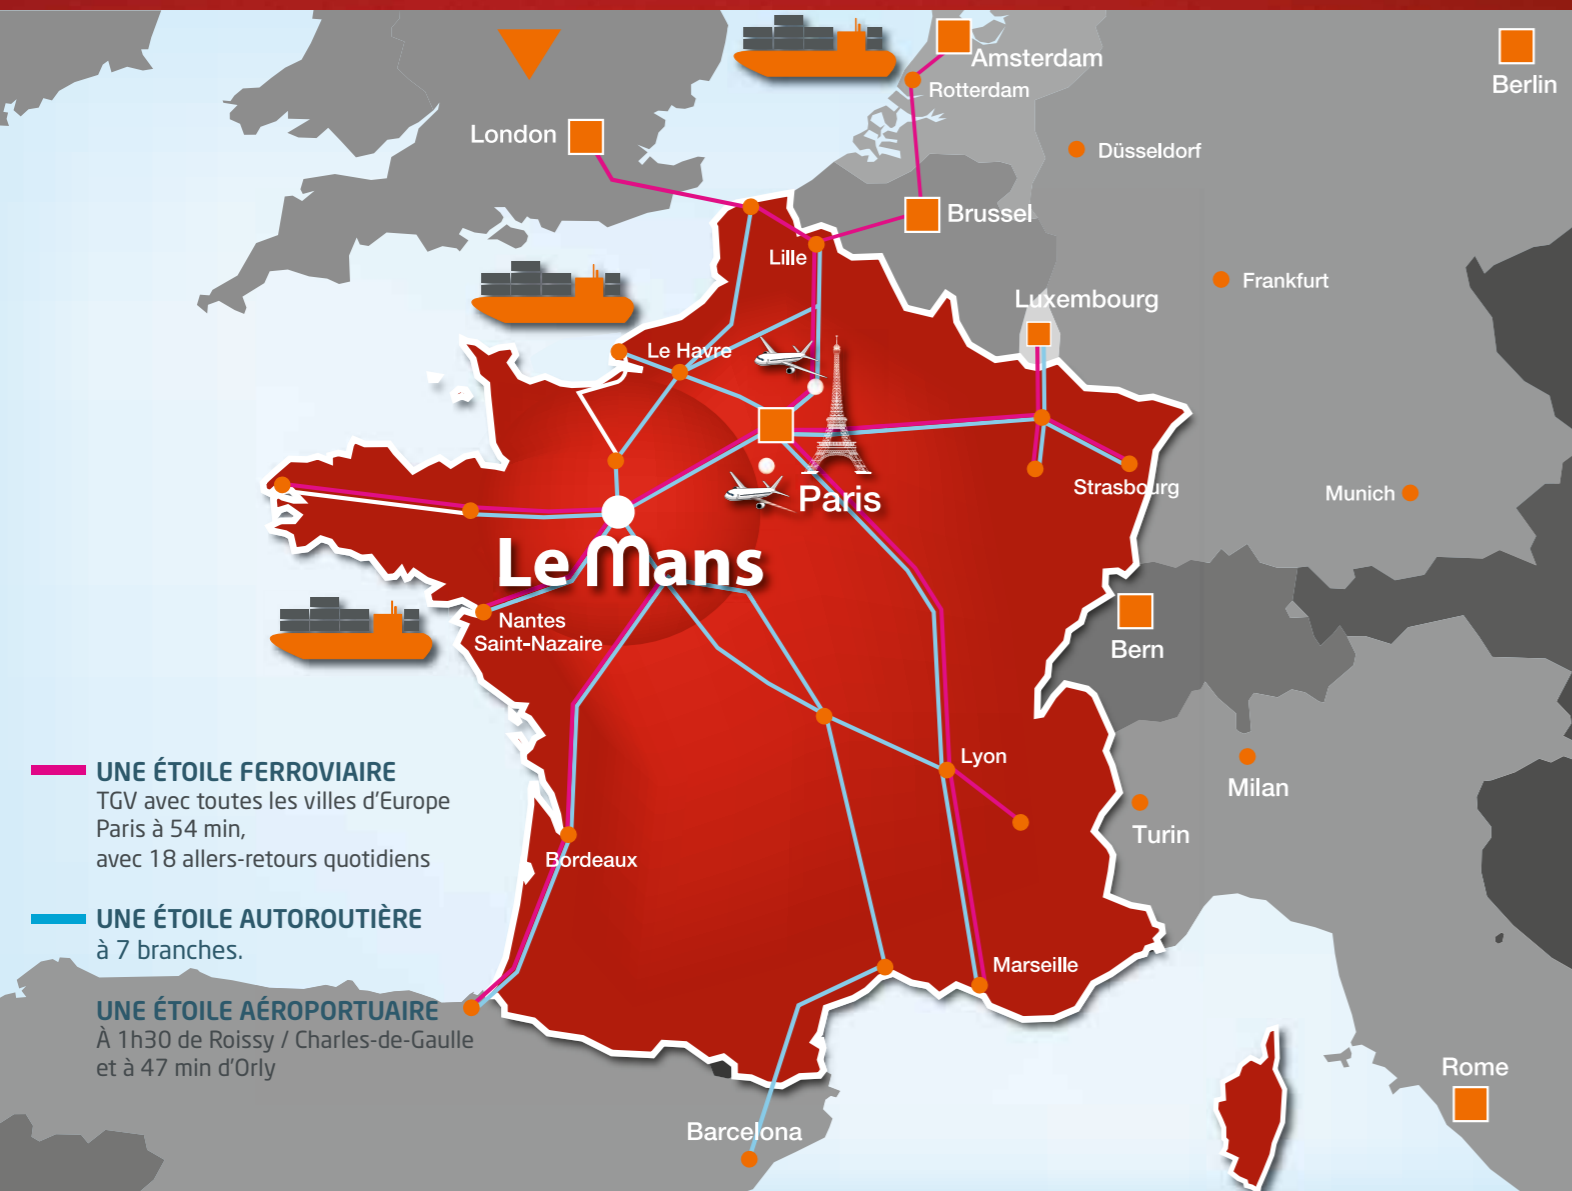 Amsterdam
Berlin
Rotterdam
London
Düsseldorf
Brussel
Lille
Frankfurt
Luxembourg
Le Havre
Strasbourg
Munich
Paris
Le Mans
Nantes
Saint-Nazaire
Bern
Lyon
UNE ÉTOILE FERROVIAIRE
TGV avec toutes les villes d'Europe
Paris à 54 min,
avec 18 allers-retours quotidiens
Milan
Turin
Bordeaux
UNE ÉTOILE AUTOROUTIÈRE
à 7 branches.
Marseille
UNE ÉTOILE AÉROPORTUAIRE
À 1h30 de Roissy / Charles-de-Gaulle
et à 47 min d'Orly
Rome
Barcelona